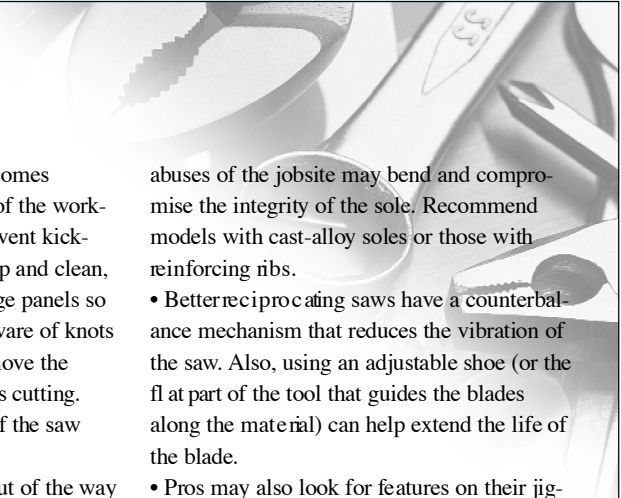 omes
of the work-
vent kick-
p and clean,
ge panels so
vare of knots
ove the
s cutting.
f the saw
ut of the way
abuses of the jobsite may bend and compro-
mise the integrity of the sole. Recommend
models with cast-alloy soles or those with
reinforcing ribs.
• Better reciprocating saws have a counterbal-
ance mechanism that reduces the vibration of
the saw. Also, using an adjustable shoe (or the
flat part of the tool that guides the blades
along the material) can help extend the life of
the blade.
• Pros may also look for features on their jig-